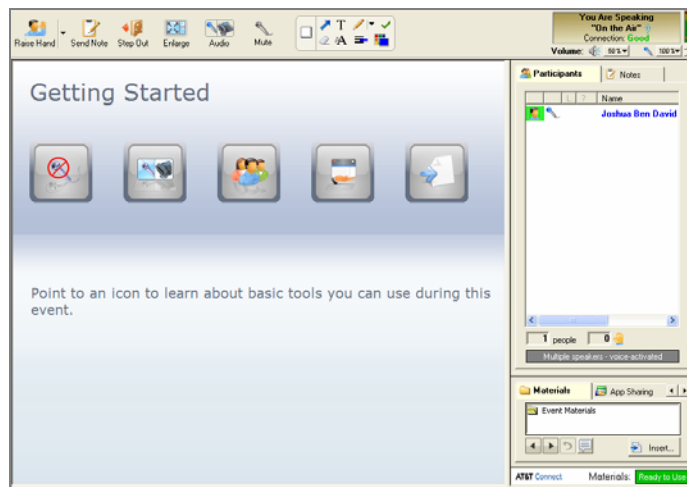 Raise Hand
Send Note
Step Out
Enlarge
Audio
Mute
T
A
You Are Speaking
"On the Air"
Connection: Good
Volume:
50%
100%
Participants
Notes
L
?
Name
Joshua Ben David
Getting Started
Point to an icon to learn about basic tools you can use during this
event.
1 people
0
Multiple speakers - voice-activated
Materials
App Sharing
Event Materials
Insert...
AT&T Connect
Materials:
Ready to Use